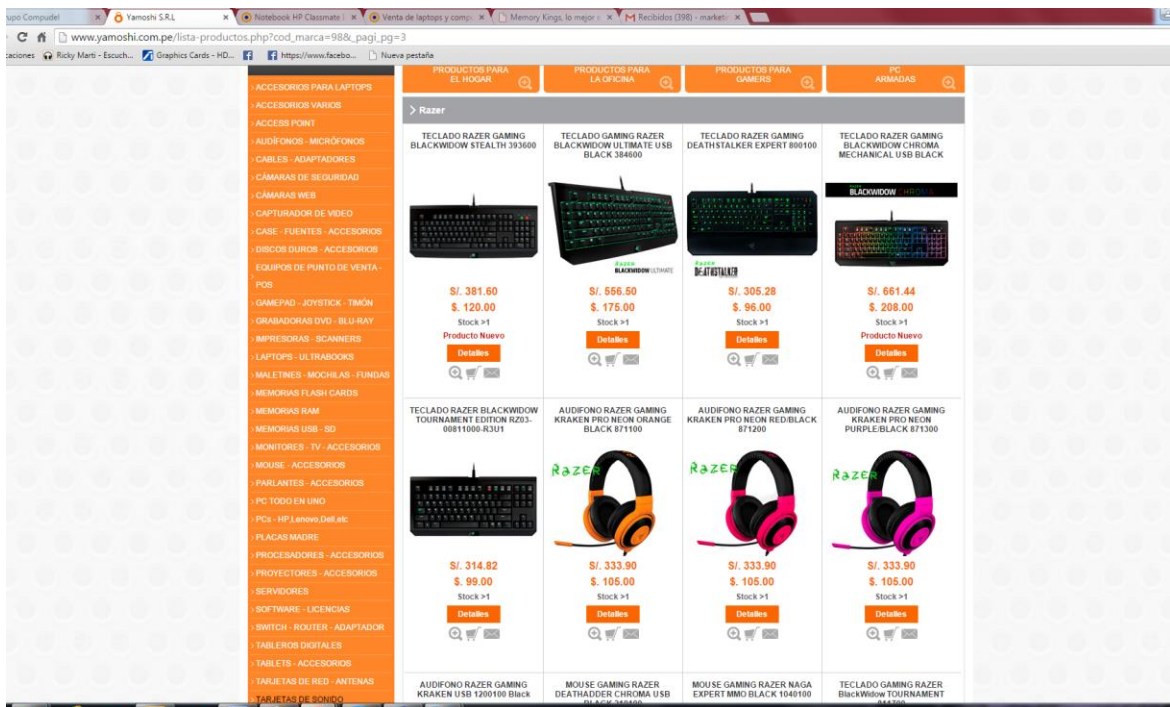 rupo Compudel
Yamoshi S.R.L
Notebook HP Classmate
Venta de laptops y comp
Memory Kings, lo mejor
Recibidos (398) - market
www.yamoshi.com.pe/lista-productos.php?cod_marca=98&_pagi_pg=3
Ricky Marti - Escuch...
Graphics Cards - HD...
https://www.facebo...
Nueva pestaña
ACCESORIOS PARA LAPTOPS
ACCESORIOS VARIOS
ACCESS POINT
AUDÍFONOS - MICRÓFONOS
CABLES - ADAPTADORES
CÁMARAS DE SEGURIDAD
CÁMARAS WEB
CAPTURADOR DE VIDEO
CASE - FUENTES - ACCESORIOS
DISCOS DUROS - ACCESORIOS
EQUIPOS DE PUNTO DE VENTA -
POS
GAMEPAD - JOYSTICK - TIMÓN
GRABADORAS DVD - BLU-RAY
IMPRESORAS - SCANNERS
LAPTOPS - ULTRABOOKS
MALETINES - MOCHILAS - FUNDAS
MEMORIAS FLASH CARDS
MEMORIAS RAM
MEMORIAS USB - SD
MONITORES - TV - ACCESORIOS
MOUSE - ACCESORIOS
PARLANTES - ACCESORIOS
PC TODO EN UNO
PCs - HP,Lenovo,Dell,etc
PLACAS MADRE
PROCESADORES - ACCESORIOS
PROYECTORES - ACCESORIOS
SERVIDORES
SOFTWARE - LICENCIAS
SWITCH - ROUTER - ADAPTADOR
TABLEROS DIGITALES
TABLETS - ACCESORIOS
TARJETAS DE RED - ANTENAS
TARJETAS DE SONIDO
PRODUCTOS PARA
EL HOGAR
PRODUCTOS PARA
LA OFICINA
PRODUCTOS PARA
GAMERS
PC
ARMADAS
> Razer
TECLADO RAZER GAMING
BLACKWIDOW STEALTH 393600
S/. 381.60
$. 120.00
Stock >1
Producto Nuevo
Detalles
TECLADO GAMING RAZER
BLACKWIDOW ULTIMATE USB
BLACK 384600
RAZER
BLACKWIDOW ULTIMATE
S/. 556.50
$. 175.00
Stock >1
Detalles
TECLADO RAZER GAMING
DEATHSTALKER EXPERT 800100
RAZER
DEATHSTALKER
S/. 305.28
$. 96.00
Stock >1
Detalles
TECLADO RAZER GAMING
BLACKWIDOW CHROMA
MECHANICAL USB BLACK
BLACKWIDOW CHROMA
S/. 661.44
$. 208.00
Stock >1
Producto Nuevo
Detalles
TECLADO RAZER BLACKWIDOW
TOURNAMENT EDITION RZ03-
00811000-R3U1
S/. 314.82
$. 99.00
Stock >1
Detalles
AUDIFONO RAZER GAMING
KRAKEN PRO NEON ORANGE
BLACK 871100
RAZER
S/. 333.90
$. 105.00
Stock >1
Detalles
AUDIFONO RAZER GAMING
KRAKEN PRO NEON RED/BLACK
871200
RAZER
S/. 333.90
$. 105.00
Stock >1
Detalles
AUDIFONO RAZER GAMING
KRAKEN PRO NEON
PURPLE/BLACK 871300
RAZER
S/. 333.90
$. 105.00
Stock >1
Detalles
AUDIFONO RAZER GAMING
KRAKEN USB 1200100 Black
MOUSE GAMING RAZER
DEATHADDER CHROMA USB
MOUSE GAMING RAZER NAGA
EXPERT MMO BLACK 1040100
TECLADO GAMING RAZER
BlackWidow TOURNAMENT